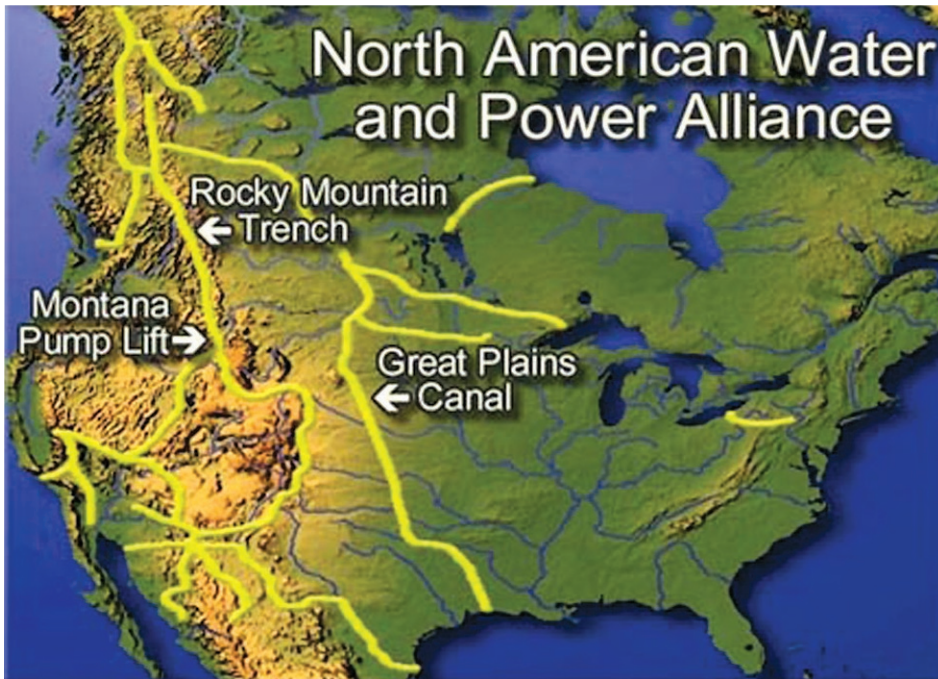 North American Water
and Power Alliance
Rocky Mountain
← Trench
Montana
Pump Lift →
Great Plains
← Canal